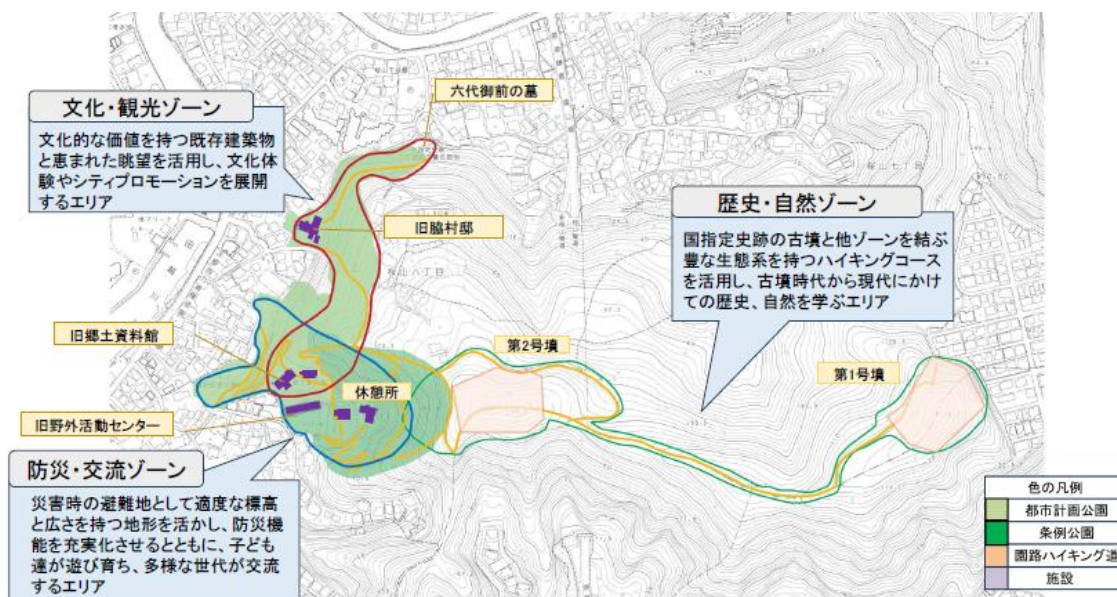 六代御前の墓
文化・観光ゾーン
文化的な価値を持つ既存建築物
と恵まれた眺望を活用し、文化体
験やシティプロモーションを展開
するエリア
旧脇村邸
桜山八丁目
桜山七丁目
歴史・自然ゾーン
国指定史跡の古墳と他ゾーンを結ぶ
豊な生態系を持つハイキングコース
を活用し、古墳時代から現代にかけ
ての歴史、自然を学ぶエリア
旧郷土資料館
第2号墳
第1号墳
休憩所
旧野外活動センター
防災・交流ゾーン
災害時の避難地として適度な標高
と広さを持つ地形を活かし、防災機
能を充実化させるとともに、子ども
達が遊び育ち、多様な世代が交流
するエリア
色の凡例
都市計画公園
条例公園
園路ハイキング道
施設